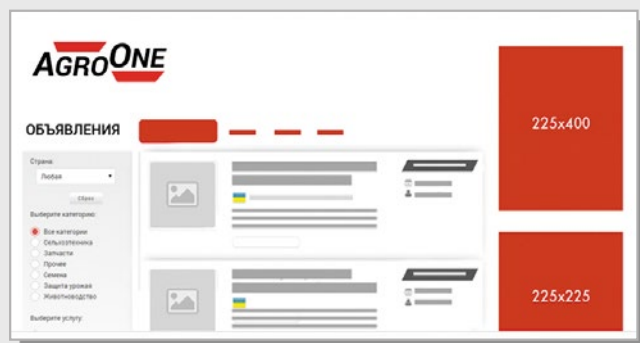 AGROONE
ОБЪЯВЛЕНИЯ
Страна:
Любая
Сброс
Выберите категорию:
Все категории
Сельхозтехника
Запчасти
Прочее
Семена
Защита урожая
Животноводство
Выберите услугу:
225x400
225x225